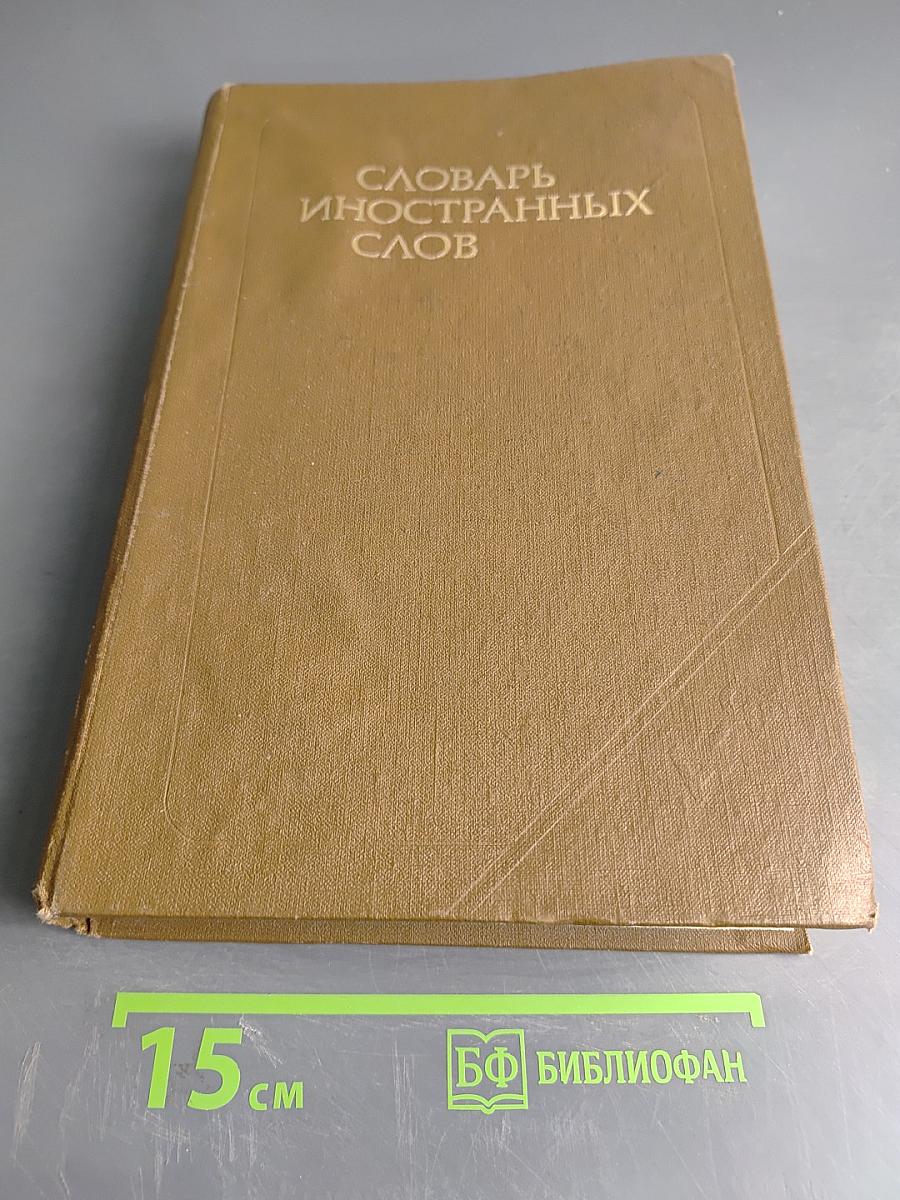 СЛОВАРЬ
ИНОСТРАННЫХ
СЛОВ
15 см
БФ БИБЛИОФАН